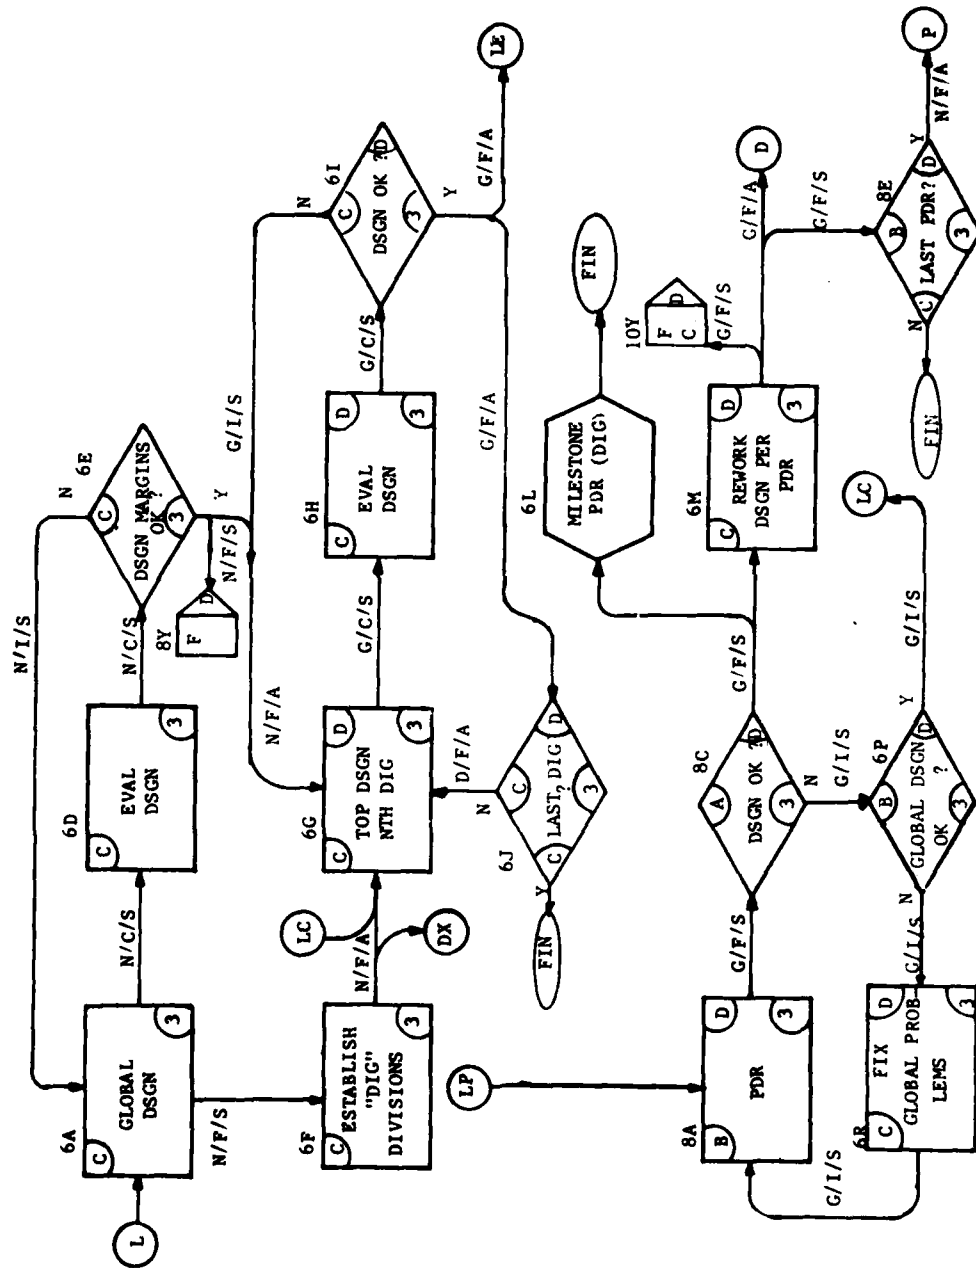 L
6A
C
GLOBAL
DSGN
3
N/I/S
N/C/S
6D
C
EVAL
DSGN
3
N/C/S
6E
N
C
DSGN MARGINS
OK ?
3
Y
N/F/S
8Y
F
D
N/F/S
6F
C
ESTABLISH
"DIG"
DIVISIONS
3
N/F/A
LC
DX
N/F/A
6G
C
D
TOP DSGN
NTH DIG
3
G/C/S
6H
C
D
EVAL
DSGN
3
G/C/S
G/I/S
N
6I
C
DSGN OK ?
D
3
Y
G/F/A
LE
G/F/A
D/F/A
N
6J
C
C
LAST DIG
?
D
3
Y
FIN
LP
8A
B
D
PDR
3
G/F/S
8C
A
DSGN OK ?
D
3
N
G/I/S
G/F/S
6L
MILESTONE
PDR (DIG)
FIN
6M
C
D
REWORK
DSGN PER
PDR
3
10Y
F
C
D
G/F/S
G/F/A
D
G/F/S
8E
B
C
LAST PDR?
D
3
N
FIN
Y
N/F/A
P
6P
B
GLOBAL DSGN
?
OK
D
3
Y
G/I/S
LC
N
G/I/S
6R
C
D
FIX
GLOBAL PROB-
LEMS
3
G/I/S